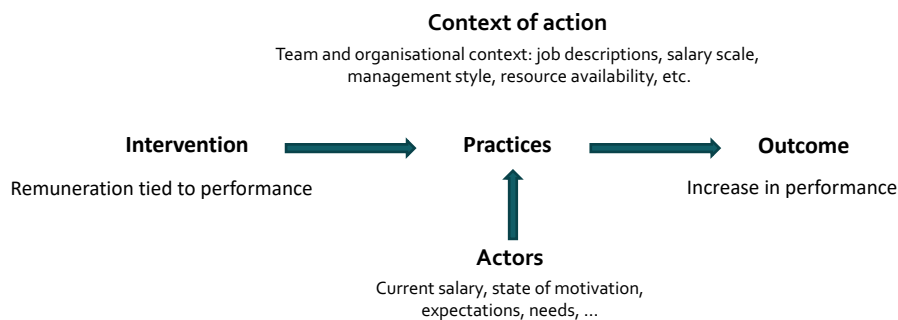 Context of action
Team and organisational context: job descriptions, salary scale,
management style, resource availability, etc.
Intervention
Practices
Outcome
Remuneration tied to performance
Increase in performance
Actors
Current salary, state of motivation,
expectations, needs, ...